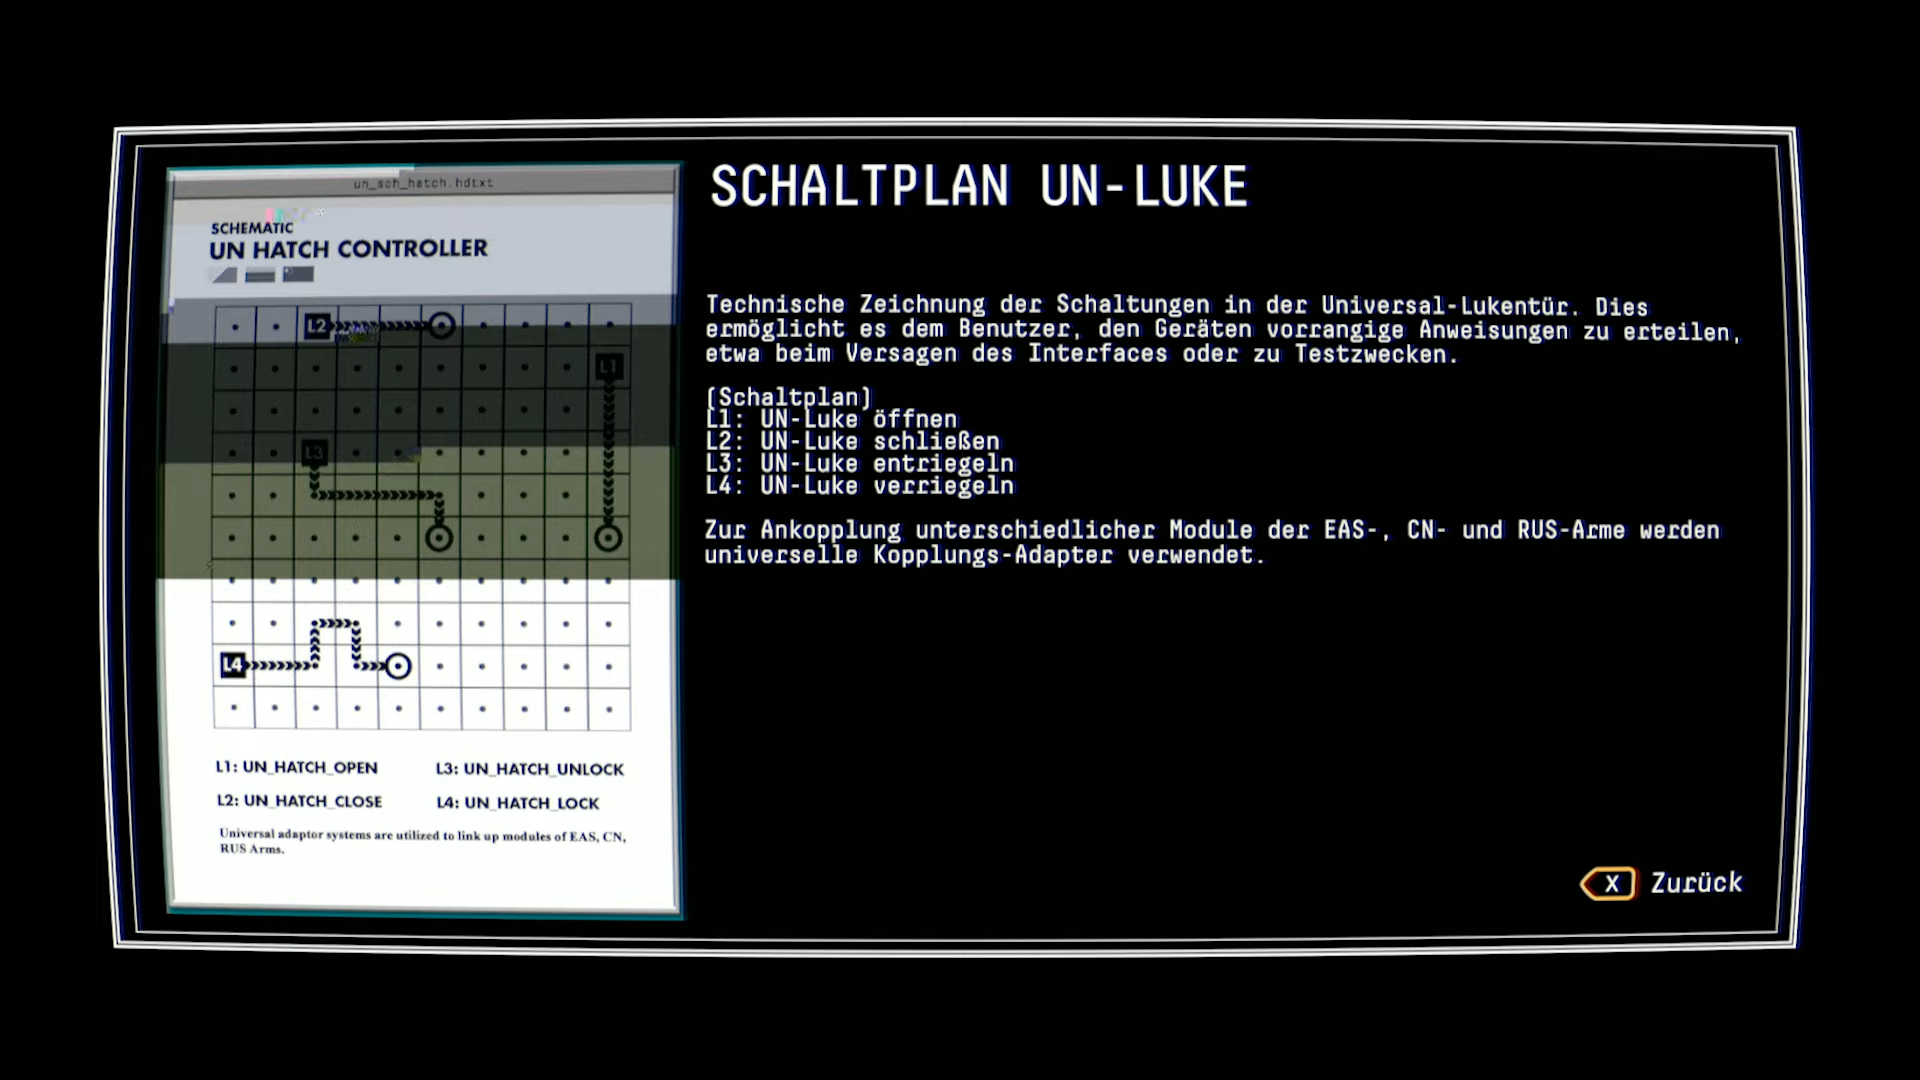 un_sch_hatch.hdtxt
SCHEMATIC
UN HATCH CONTROLLER
L2
L1
L3
L4
L1: UN_HATCH_OPEN
L3: UN_HATCH_UNLOCK
L2: UN_HATCH_CLOSE
L4: UN_HATCH_LOCK
Universal adaptor systems are utilized to link up modules of EAS, CN,
RUS Arms.
SCHALTPLAN UN-LUKE
Technische Zeichnung der Schaltungen in der Universal-Lukentür. Dies
ermöglicht es dem Benutzer, den Geräten vorrangige Anweisungen zu erteilen,
etwa beim Versagen des Interfaces oder zu Testzwecken.
(Schaltplan)
L1: UN-Luke öffnen
L2: UN-Luke schließen
L3: UN-Luke entriegeln
L4: UN-Luke verriegeln
Zur Ankopplung unterschiedlicher Module der EAS-, CN- und RUS-Arme werden
universelle Kopplungs-Adapter verwendet.
X Zurück